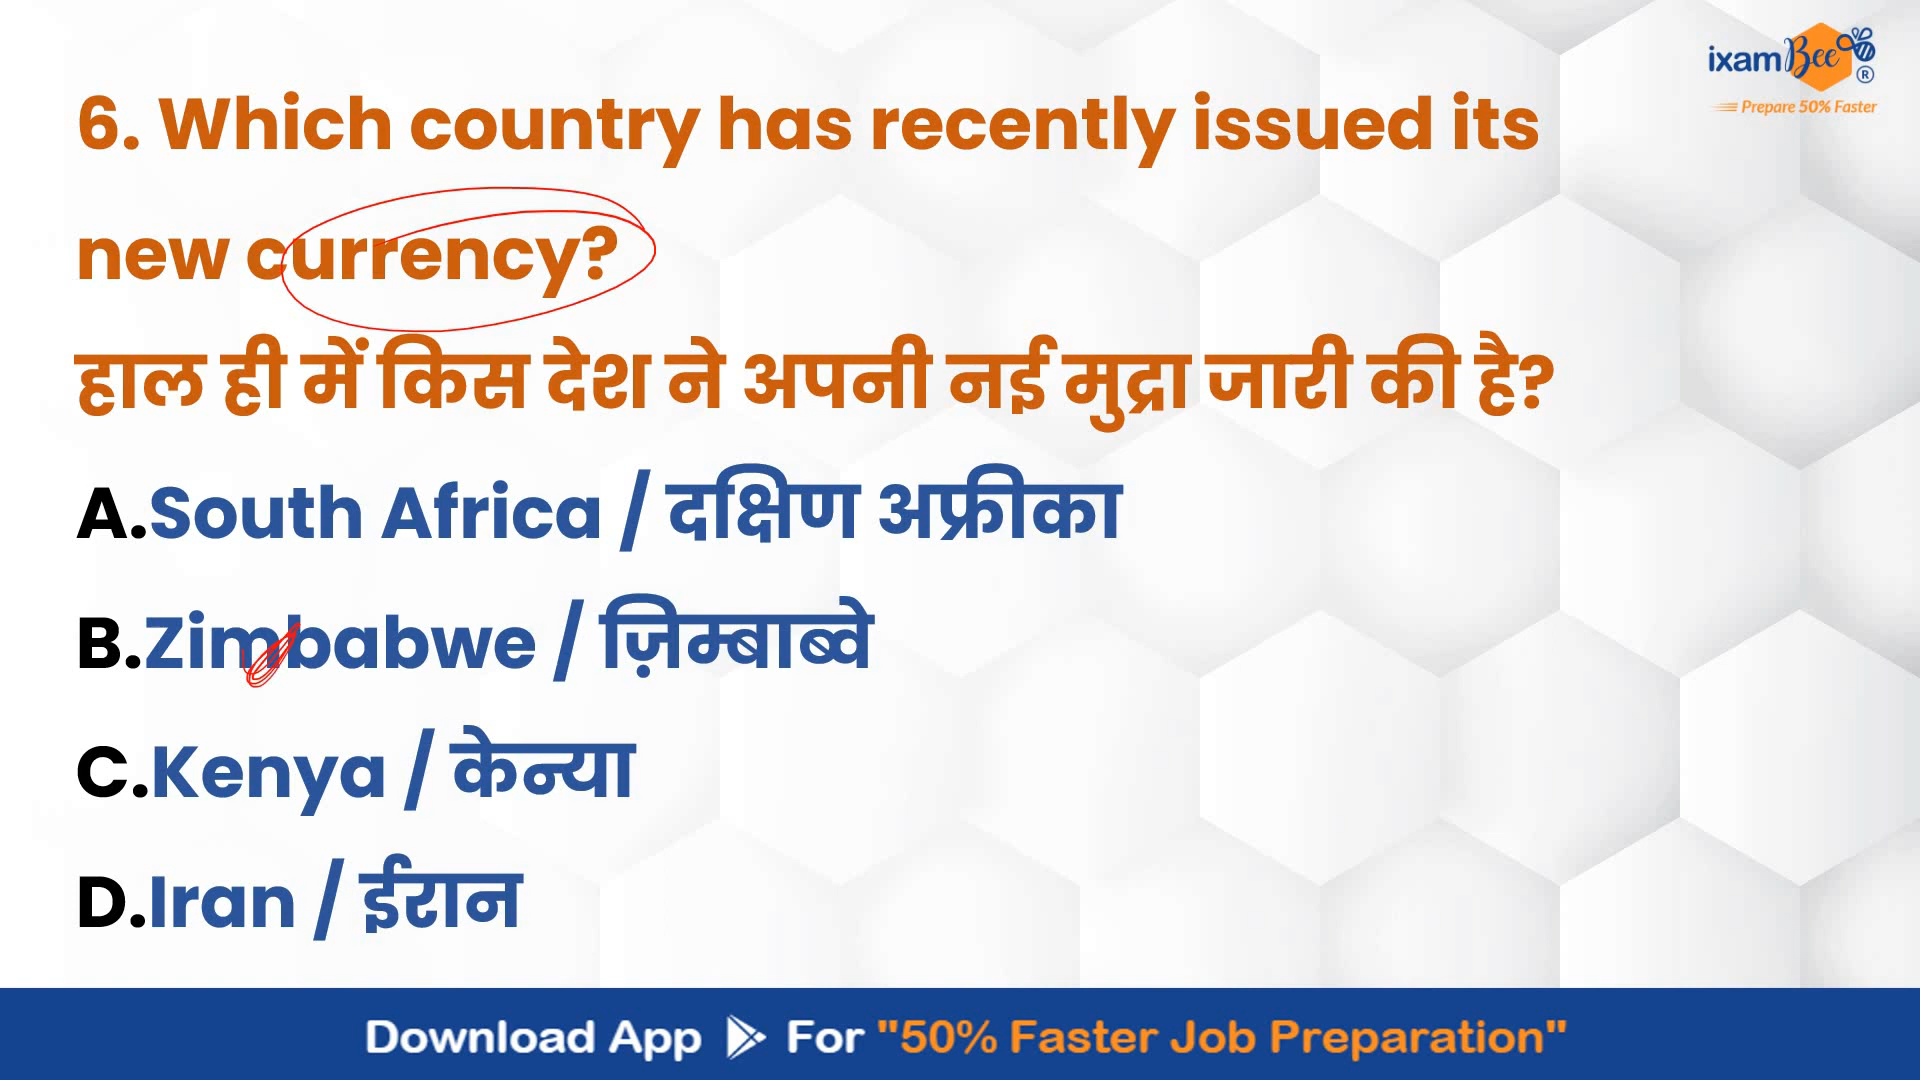 ixamBee®
Prepare 50% Faster
6. Which country has recently issued its
new currency?
हाल ही में किस देश ने अपनी नई मुद्रा जारी की है?
A.South Africa / दक्षिण अफ्रीका
B.Zimbabwe / ज़िम्बाब्वे
C.Kenya / केन्या
D.Iran / ईरान
Download App For "50% Faster Job Preparation"